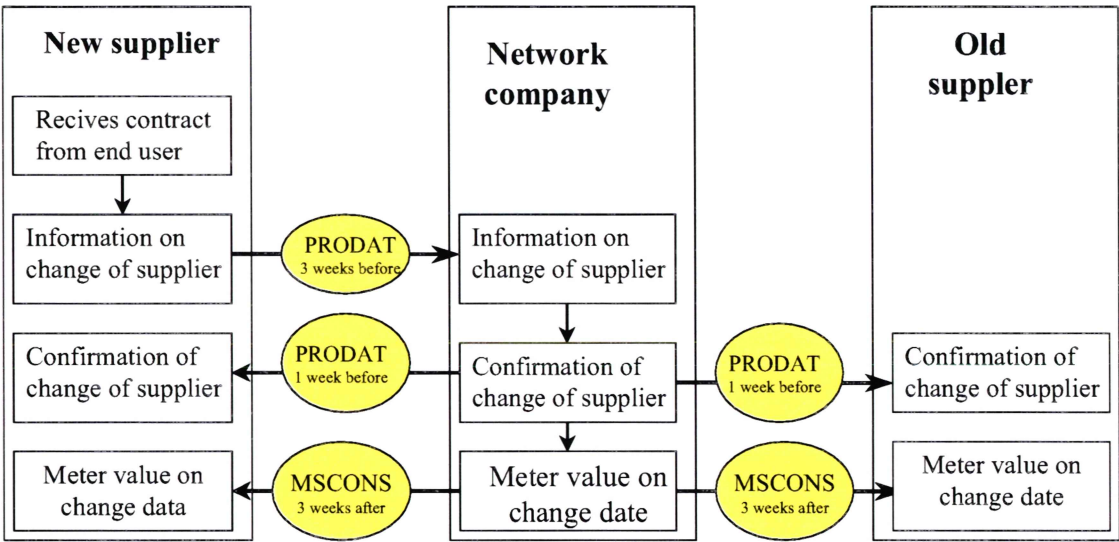 New supplier
Recives contract
from end user
Information on
change of supplier
Confirmation of
change of supplier
Meter value on
change data
PRODAT
3 weeks before
PRODAT
1 week before
MSCONS
3 weeks after
Network
company
Information on
change of supplier
Confirmation of
change of supplier
Meter value on
change date
PRODAT
1 week before
MSCONS
3 weeks after
Old
suppler
Confirmation of
change of supplier
Meter value on
change date